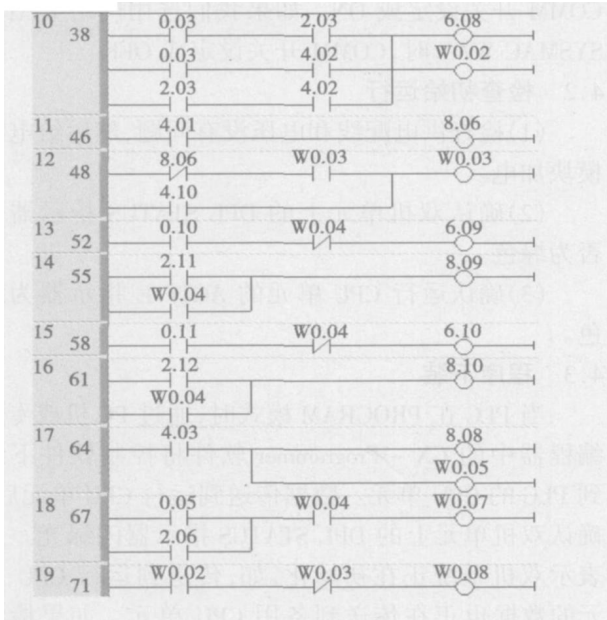 10 38 0.03 2.03 6.08
0.03 4.02 W0.02
2.03 4.02
11 46 4.01 8.06
12 48 8.06 W0.03 W0.03
4.10
13 52 0.10 W0.04 6.09
14 55 2.11 8.09
W0.04
15 58 0.11 W0.04 6.10
16 61 2.12 8.10
W0.04
17 64 4.03 8.08
W0.05
18 67 0.05 W0.04 W0.07
2.06
19 71 W0.02 W0.03 W0.08